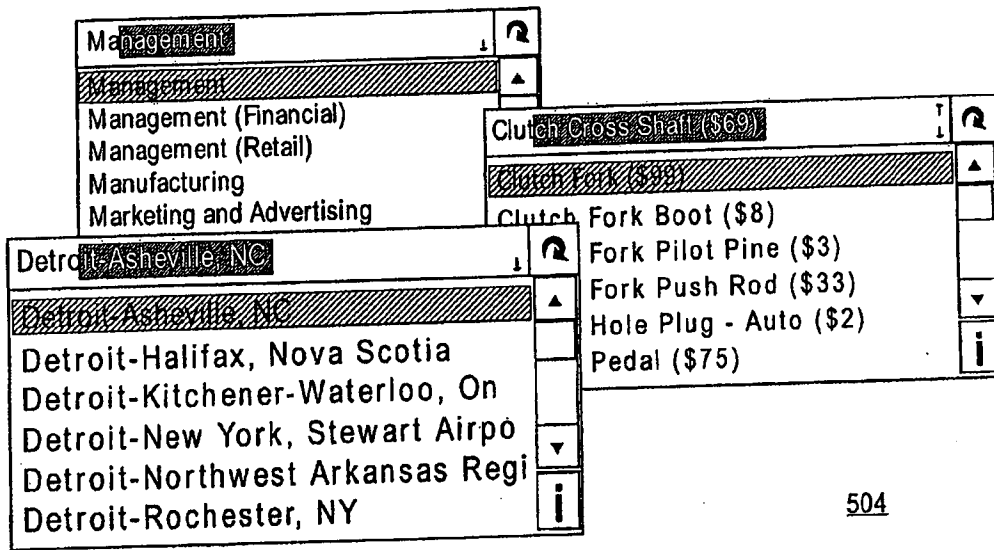 Management
Management
Management (Financial)
Management (Retail)
Manufacturing
Marketing and Advertising
Clutch Cross Shaft ($69)
Clutch Fork ($99)
Clutch Fork Boot ($8)
Fork Pilot Pine ($3)
Fork Push Rod ($33)
Hole Plug - Auto ($2)
Pedal ($75)
i
Detroit-Asheville, NC
Detroit-Asheville, NC
Detroit-Halifax, Nova Scotia
Detroit-Kitchener-Waterloo, On
Detroit-New York, Stewart Airpo
Detroit-Northwest Arkansas Regi
Detroit-Rochester, NY
i
504